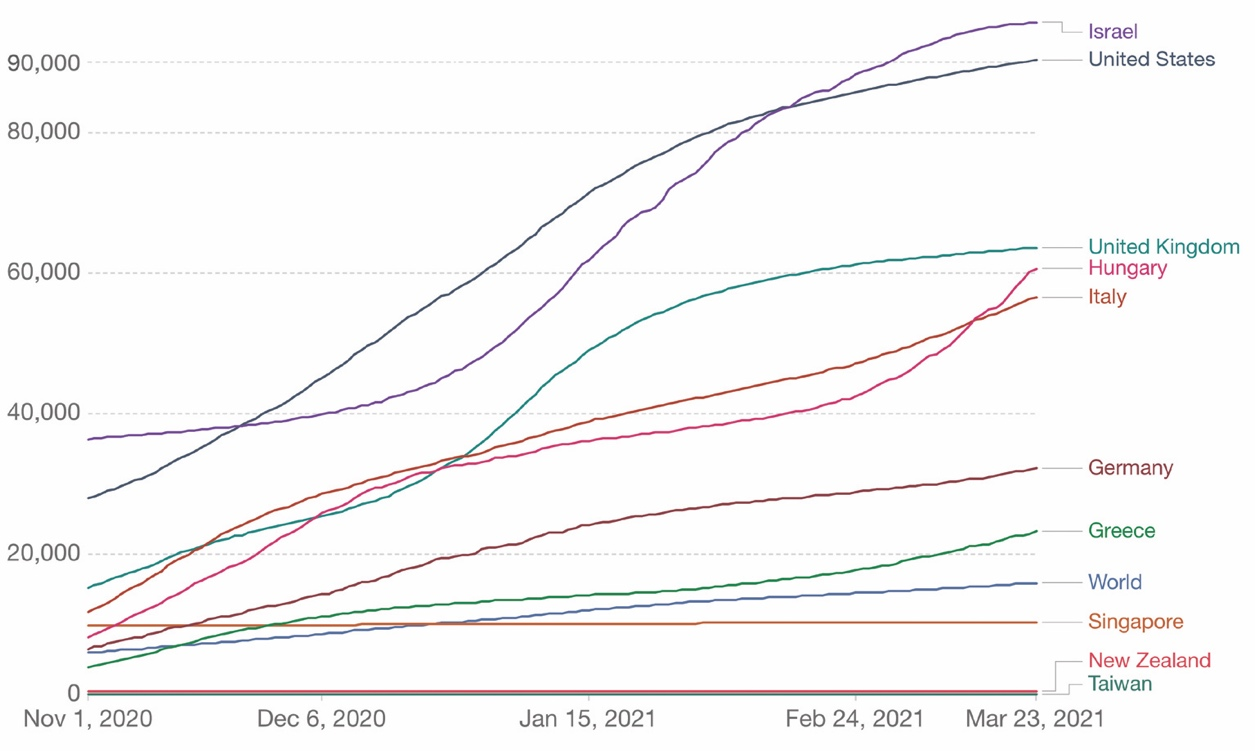 90,000
80,000
60,000
40,000
20,000
0
Nov 1, 2020
Dec 6, 2020
Jan 15, 2021
Feb 24, 2021
Mar 23, 2021
Israel
United States
United Kingdom
Hungary
Italy
Germany
Greece
World
Singapore
New Zealand
Taiwan